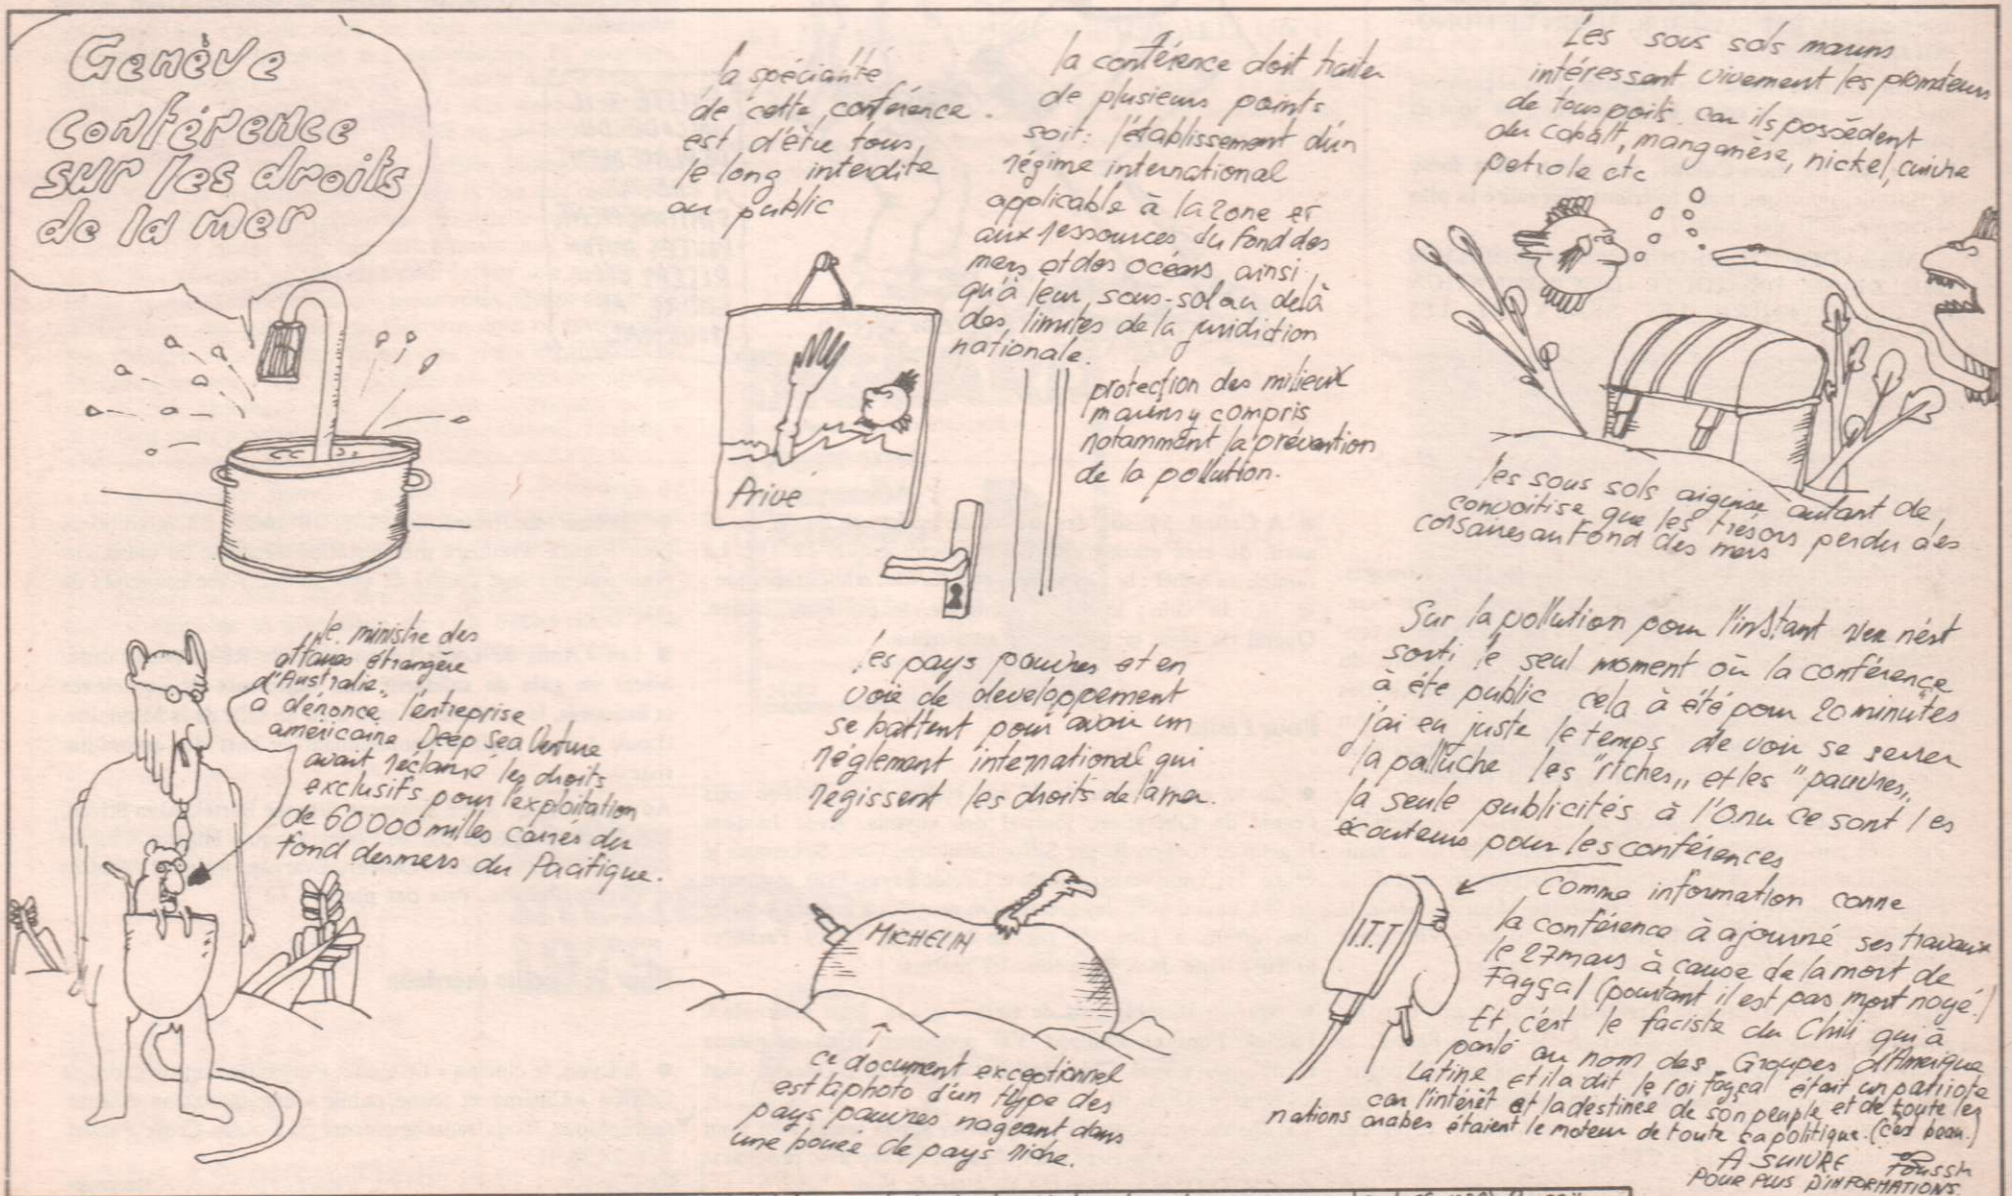 Genève
Conférence
sur les droits
de la mer
la spécialité
de cette conférence.
est d'être tous
le long interdite
au public
Privé
la conférence doit traiter
de plusieurs points
soit: l'établissement d'un
régime international
applicable à la zone et
aux ressources du fond des
mers et des océans, ainsi
qu'à leur sous-sol au delà
des limites de la juridiction
nationale.
protection des milieux
marins y compris
notamment la prévention
de la pollution.
Les sous sols marins
intéressent vivement les promoteurs
de tous poils car ils possèdent
du cobalt, manganèse, nickel, cuivre
petrole etc
les sous sols aiguise autant de
convoitise que les trésors perdu des
corsaires au fond des mers
le ministre des
affaires étrangère
d'Australie
a dénoncé l'entreprise
américaine Deep Sea Venture
avait réclamé les droits
exclusifs pour l'exploitation
de 60 000 milles carrés du
fond des mers du Pacifique.
les pays pauvres et en
voie de developpement
se battent pour avoir un
réglement international qui
régissent les droits de la mer.
MICHELIN
ce document exceptionnel
est la photo d'un type des
pays pauvres nageant dans
une bouée de pays riche.
Sur la pollution pour l'instant rien n'est
sorti le seul moment où la conférence
à été public cela à été pour 20 minutes
j'ai eu juste le temps de voir se serrer
la palluche les "riches" et les "pauvres"
la seule publicités à l'Onu ce sont les
écouteurs pour les conférences
I.T.T
Comme information conne
la conférence à ajourné ses travaux
le 27 mars à cause de la mort de
Fayçal (pourtant il est pas mort noyé.)
Et c'est le faciste du Chili qui à
parlé au nom des Groupes d'Amerique
Latine et il a dit le roi Fayçal était un patriote
car l'intérêt et la destinée de son peuple et de toute les
nations arabes étaient le moteur de toute sa politique. (c'est beau.)
A SUIVRE
POUR PLUS D'INFORMATIONS